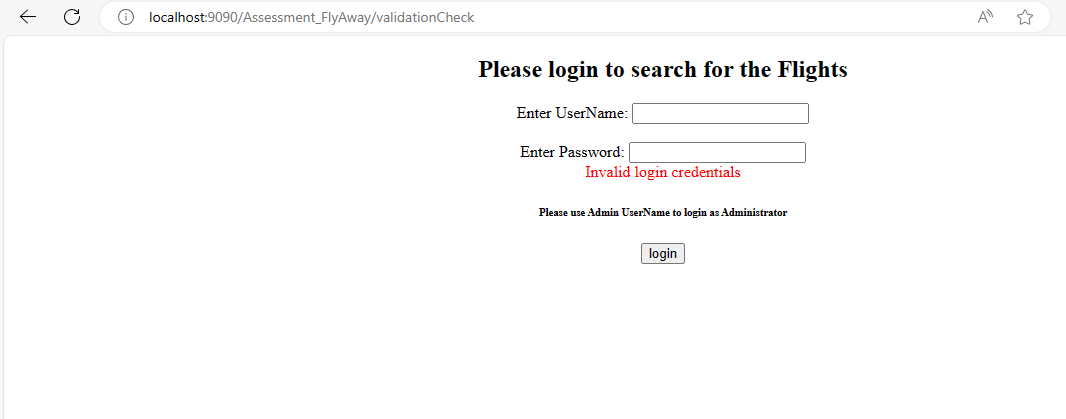 localhost:9090/Assessment_FlyAway/validationCheck
Please login to search for the Flights
Enter UserName:
Enter Password:
Invalid login credentials
Please use Admin UserName to login as Administrator
login